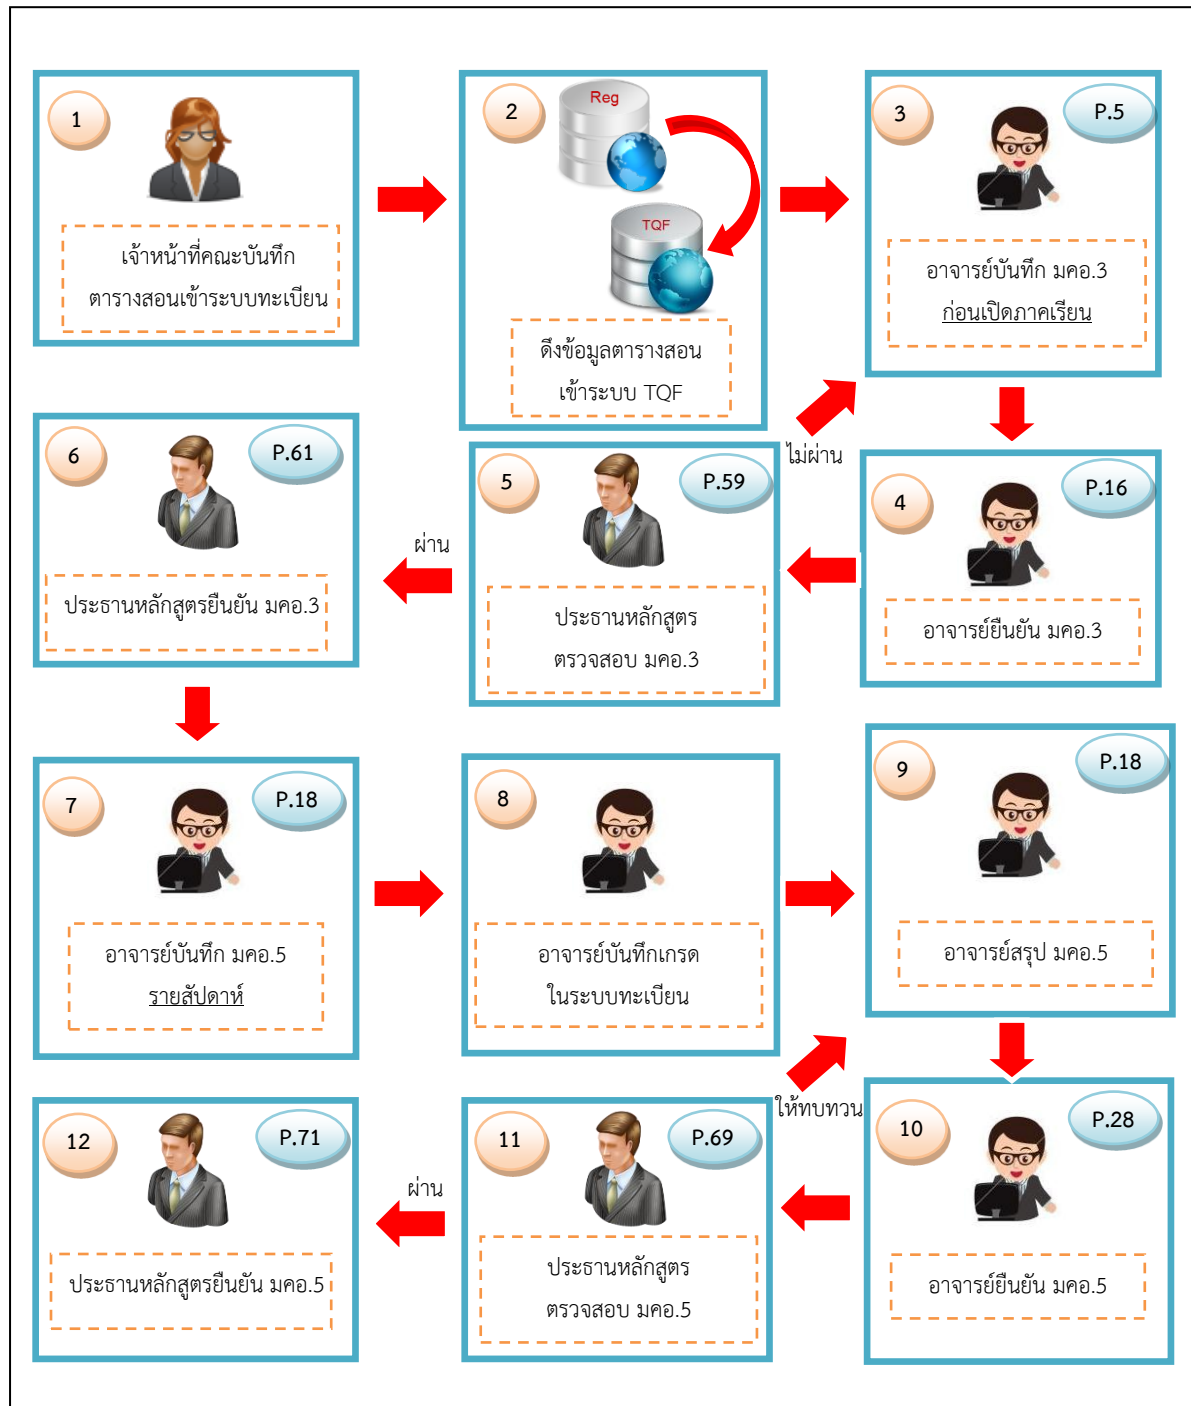 1
เจ้าหน้าที่คณะบันทึก
ตารางสอนเข้าระบบทะเบียน
2
Reg
TQF
ดึงข้อมูลตารางสอน
เข้าระบบ TQF
3
P.5
อาจารย์บันทึก มคอ.3
ก่อนเปิดภาคเรียน
4
P.16
อาจารย์ยืนยัน มคอ.3
5
P.59
ไม่ผ่าน
ประธานหลักสูตร
ตรวจสอบ มคอ.3
ผ่าน
6
P.61
ประธานหลักสูตรยืนยัน มคอ.3
7
P.18
อาจารย์บันทึก มคอ.5
รายสัปดาห์
8
อาจารย์บันทึกเกรด
ในระบบทะเบียน
9
P.18
อาจารย์สรุป มคอ.5
10
P.28
อาจารย์ยืนยัน มคอ.5
11
P.69
ให้ทบทวน
ประธานหลักสูตร
ตรวจสอบ มคอ.5
ผ่าน
12
P.71
ประธานหลักสูตรยืนยัน มคอ.5